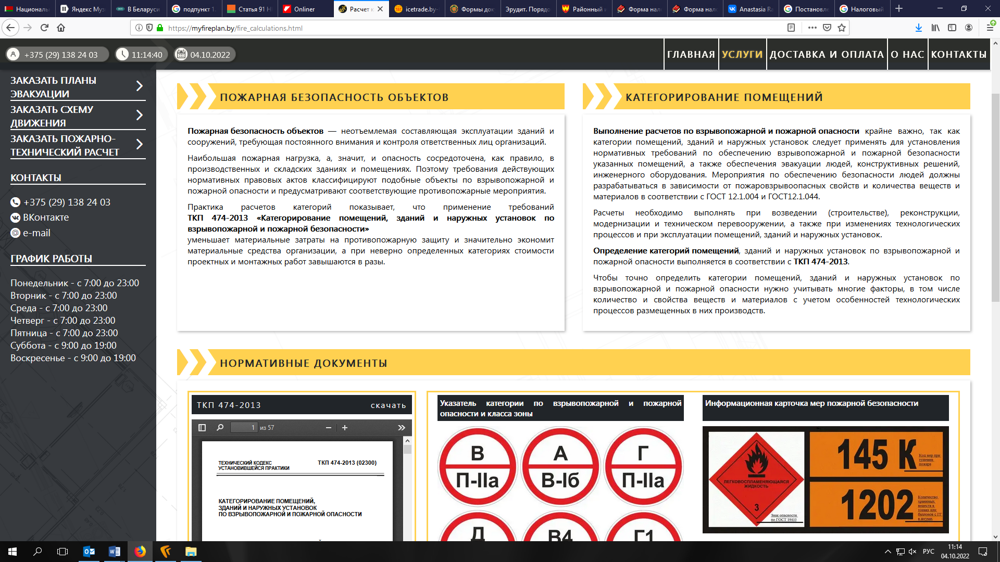 Националь
Яндекс Муз
В Беларуси
подпункт 1.
Статья 91 Н
Onliner
Расчет к
icetrade.by-
Формы док
Эрудит. Порядо
Районный и
Форма нал
Форма нал
Anastasia Ra
Постановле
Налоговый
https://myfireplan.by/fire_calculations.html
+375 (29) 138 24 03
11:14:40
04.10.2022
ГЛАВНАЯ
УСЛУГИ
ДОСТАВКА И ОПЛАТА
О НАС
КОНТАКТЫ
ЗАКАЗАТЬ ПЛАНЫ
ЭВАКУАЦИИ
ЗАКАЗАТЬ СХЕМУ
ДВИЖЕНИЯ
ЗАКАЗАТЬ ПОЖАРНО-
ТЕХНИЧЕСКИЙ РАСЧЕТ
КОНТАКТЫ
+375 (29) 138 24 03
ВКонтакте
e-mail
ГРАФИК РАБОТЫ
Понедельник - с 7:00 до 23:00
Вторник - с 7:00 до 23:00
Среда - с 7:00 до 23:00
Четверг - с 7:00 до 23:00
Пятница - с 7:00 до 23:00
Суббота - с 9:00 до 19:00
Воскресенье - с 9:00 до 19:00
ПОЖАРНАЯ БЕЗОПАСНОСТЬ ОБЪЕКТОВ
Пожарная безопасность объектов — неотъемлемая составляющая эксплуатации зданий и
сооружений, требующая постоянного внимания и контроля ответственных лиц организаций.
Наибольшая пожарная нагрузка, а, значит, и опасность сосредоточена, как правило, в
производственных и складских зданиях и помещениях. Поэтому требования действующих
нормативных правовых актов классифицируют подобные объекты по взрывопожарной и
пожарной опасности и предусматривают соответствующие противопожарные мероприятия.
Практика расчетов категорий показывает, что применение требований
ТКП 474-2013 «Категорирование помещений, зданий и наружных установок по
взрывопожарной и пожарной безопасности»
уменьшает материальные затраты на противопожарную защиту и значительно экономит
материальные средства организации, а при неверно определенных категориях стоимости
проектных и монтажных работ завышаются в разы.
КАТЕГОРИРОВАНИЕ ПОМЕЩЕНИЙ
Выполнение расчетов по взрывопожарной и пожарной опасности крайне важно, так как
категории помещений, зданий и наружных установок следует применять для установления
нормативных требований по обеспечению взрывопожарной и пожарной безопасности
указанных помещений, а также обеспечения эвакуации людей, конструктивных решений,
инженерного оборудования. Мероприятия по обеспечению безопасности людей должны
разрабатываться в зависимости от пожаровзрывоопасных свойств и количества веществ и
материалов в соответствии с ГОСТ 12.1.004 и ГОСТ12.1.044.
Расчеты необходимо выполнять при возведении (строительстве), реконструкции,
модернизации и техническом перевооружении, а также при изменениях технологических
процессов и при эксплуатации помещений, зданий и наружных установок.
Определение категорий помещений, зданий и наружных установок по взрывопожарной и
пожарной опасности выполняется в соответствии с ТКП 474-2013.
Чтобы точно определить категории помещений, зданий и наружных установок по
взрывопожарной и пожарной опасности нужно учитывать многие факторы, в том числе
количество и свойства веществ и материалов с учетом особенностей технологических
процессов размещенных в них производств.
НОРМАТИВНЫЕ ДОКУМЕНТЫ
ТКП 474-2013 скачать
1 из 57
ТЕХНИЧЕСКИЙ КОДЕКС
УСТАНОВИВШЕЙСЯ ПРАКТИКИ
ТКП 474-2013 (02300)
КАТЕГОРИРОВАНИЕ ПОМЕЩЕНИЙ,
ЗДАНИЙ И НАРУЖНЫХ УСТАНОВОК
ПО ВЗРЫВОПОЖАРНОЙ И ПОЖАРНОЙ ОПАСНОСТИ
Указатель категории по взрывопожарной и пожарной
опасности и класса зоны
В
П-IIа
А
В-Iб
Г
П-IIа
Д
В4
Г1
Информационная карточка мер пожарной безопасности
ЛЕГКОВОСПЛАМЕНЯЮЩАЯСЯ
ЖИДКОСТЬ
3
Знак опасности
по ГОСТ 19433
145 К
Код мер при
тушении
пожара
1202
Количество
хранимых
веществ в
тоннах или
баллонов с ГГ
в штуках
РУС
11:14
04.10.2022